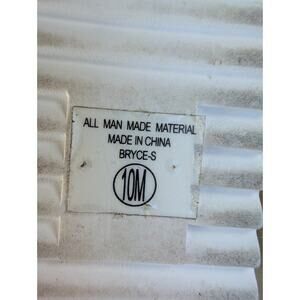 ALL MAN MADE MATERIAL
MADE IN CHINA
BRYCE-S
10M